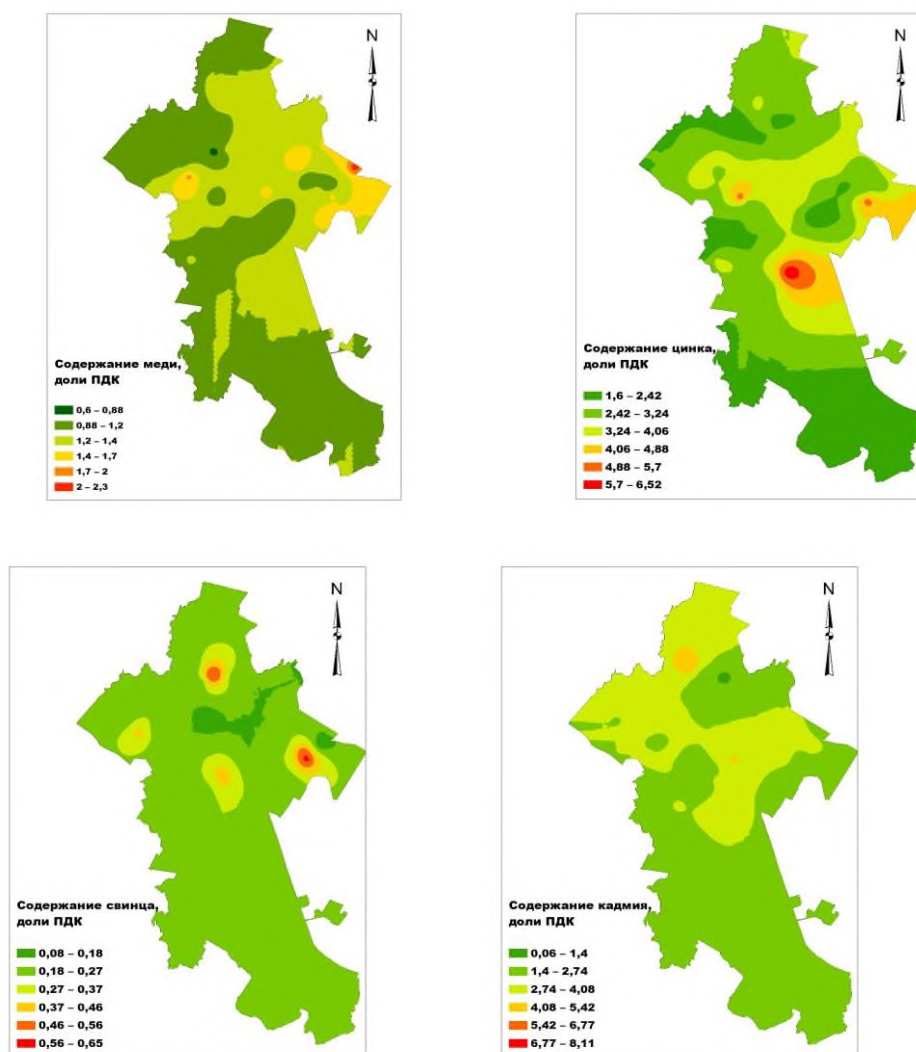 N
Содержание меди,
доли ПДК
0,6 – 0,88
0,88 – 1,2
1,2 – 1,4
1,4 – 1,7
1,7 – 2
2 – 2,3
N
Содержание цинка,
доли ПДК
1,6 – 2,42
2,42 – 3,24
3,24 – 4,06
4,06 – 4,88
4,88 – 5,7
5,7 – 6,52
N
Содержание свинца,
доли ПДК
0,08 – 0,18
0,18 – 0,27
0,27 – 0,37
0,37 – 0,46
0,46 – 0,56
0,56 – 0,65
N
Содержание кадмия,
доли ПДК
0,06 – 1,4
1,4 – 2,74
2,74 – 4,08
4,08 – 5,42
5,42 – 6,77
6,77 – 8,11